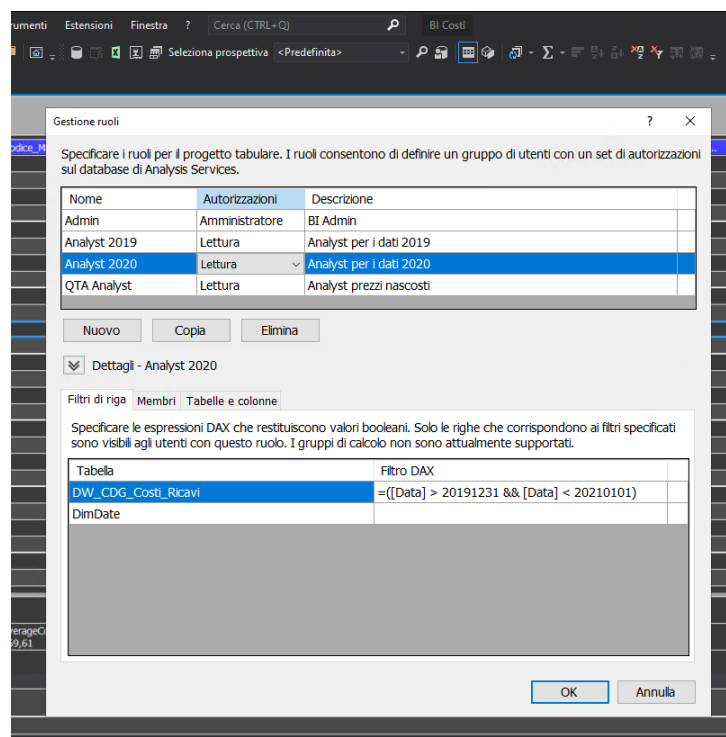 Estensioni Finestra ? Cerca (CTRL+Q) BI Costi
Seleziona prospettiva <Predefinita>
Gestione ruoli ? ×
Specificare i ruoli per il progetto tabulare. I ruoli consentono di definire un gruppo di utenti con un set di autorizzazioni
sul database di Analysis Services.
Nome Autorizzazioni Descrizione
Admin Amministratore BI Admin
Analyst 2019 Lettura Analyst per i dati 2019
Analyst 2020 Lettura Analyst per i dati 2020
QTA Analyst Lettura Analyst prezzi nascosti
Nuovo Copia Elimina
Dettagli - Analyst 2020
Filtri di riga Membri Tabelle e colonne
Specificare le espressioni DAX che restituiscono valori booleani. Solo le righe che corrispondono ai filtri specificati
sono visibili agli utenti con questo ruolo. I gruppi di calcolo non sono attualmente supportati.
Tabella Filtro DAX
DW_CDG_Costi_Ricavi =([Data] > 20191231 && [Data] < 20210101)
DimDate
OK Annulla